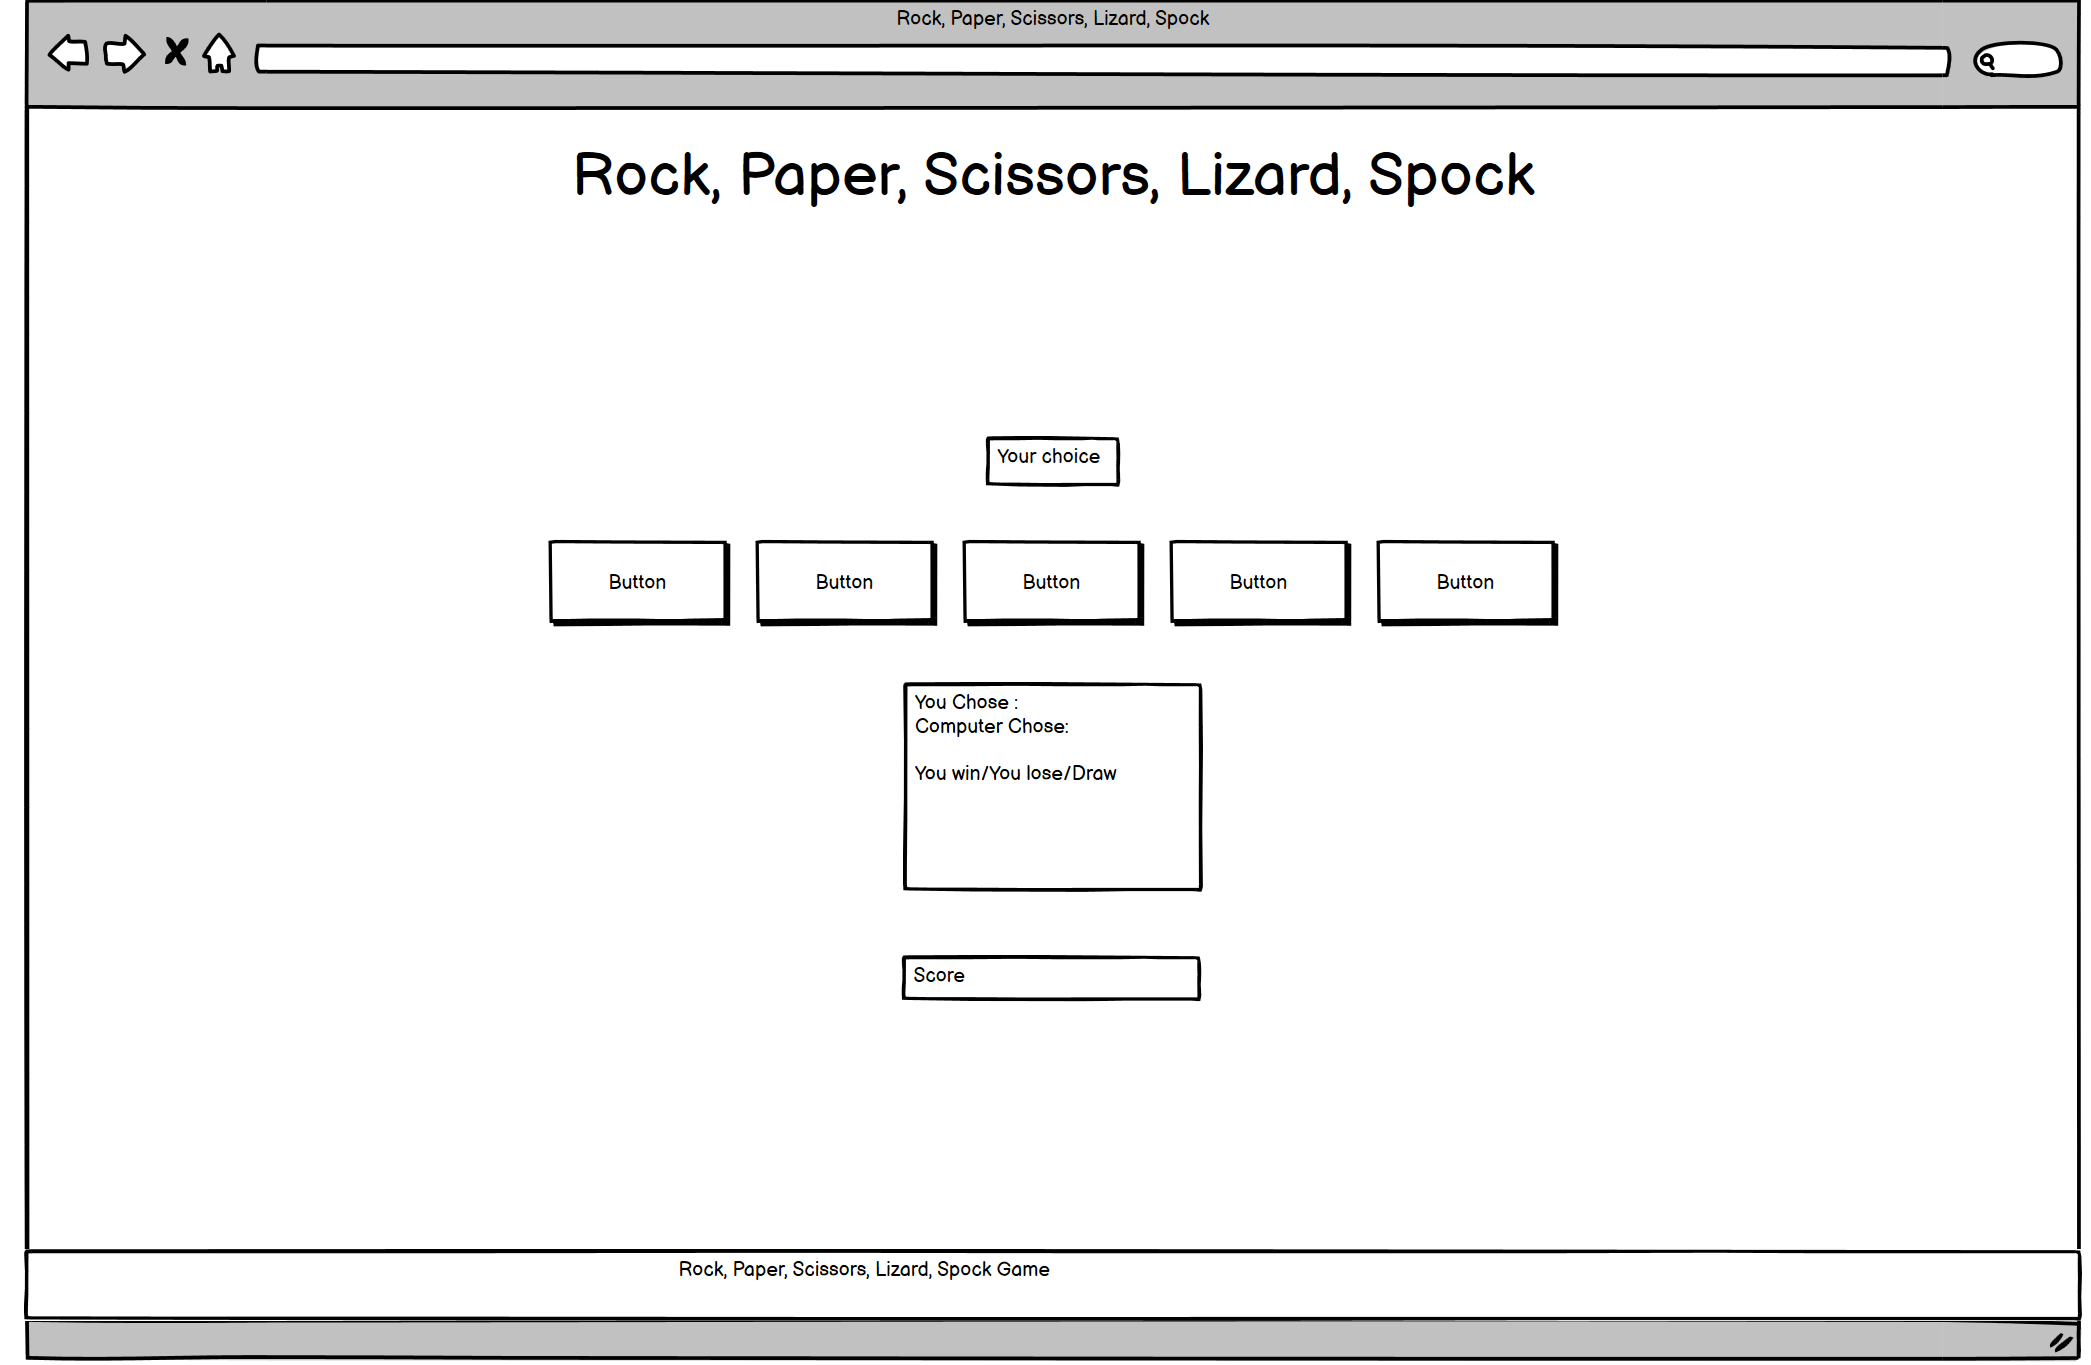 Rock, Paper, Scissors, Lizard, Spock
Rock, Paper, Scissors, Lizard, Spock
Your choice
Button Button Button Button Button
You Chose :
Computer Chose:
You win/You lose/Draw
Score
Rock, Paper, Scissors, Lizard, Spock Game